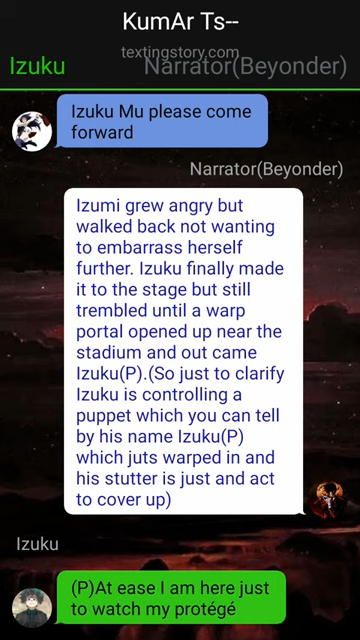 KumAr Ts--
textingstory.com
Izuku
Narrator(Beyonder)
Izuku Mu please come
forward
Narrator(Beyonder)
Izumi grew angry but
walked back not wanting
to embarrass herself
further. Izuku finally made
it to the stage but still
trembled until a warp
portal opened up near the
stadium and out came
Izuku(P).(So just to clarify
Izuku is controlling a
puppet which you can tell
by his name Izuku(P)
which juts warped in and
his stutter is just and act
to cover up)
Izuku
(P)At ease I am here just
to watch my protégé